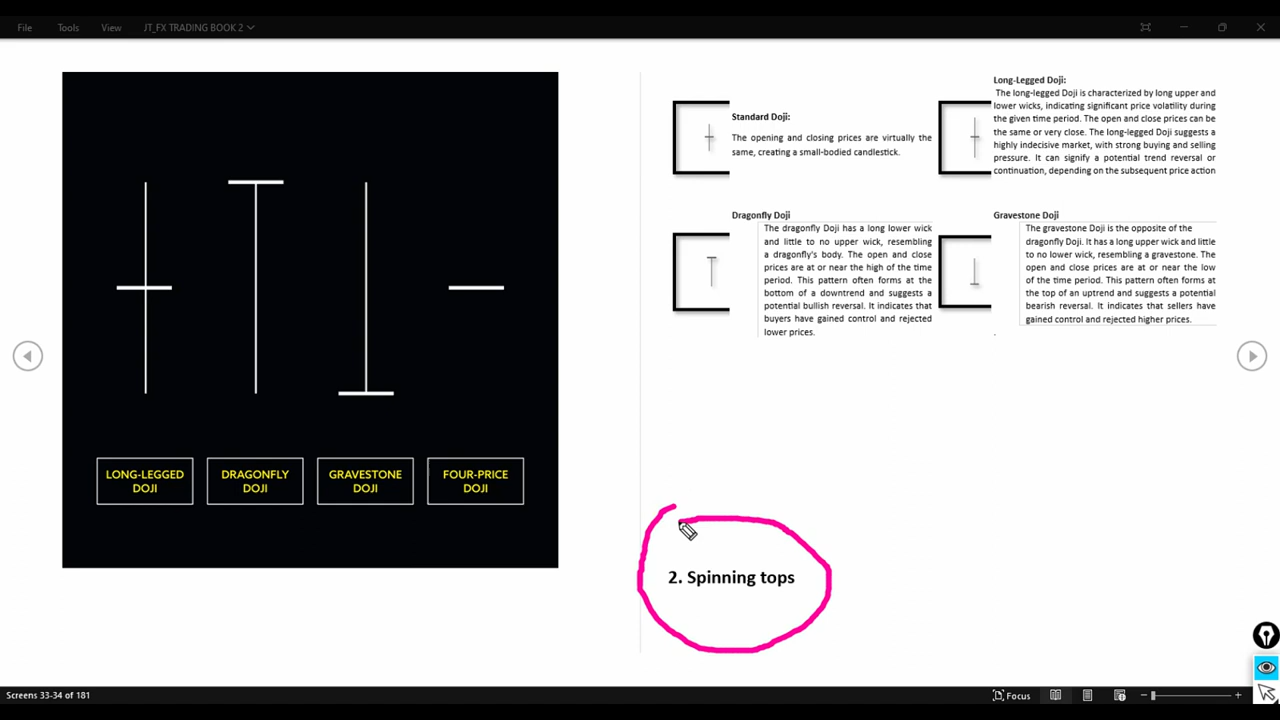 File Tools View JT_FX TRADING BOOK 2
LONG-LEGGED
DOJI
DRAGONFLY
DOJI
GRAVESTONE
DOJI
FOUR-PRICE
DOJI
Standard Doji:
The opening and closing prices are virtually the
same, creating a small-bodied candlestick.
Long-Legged Doji:
The long-legged Doji is characterized by long upper and
lower wicks, indicating significant price volatility during
the given time period. The open and close prices can be
the same or very close. The long-legged Doji suggests a
highly indecisive market, with strong buying and selling
pressure. It can signify a potential trend reversal or
continuation, depending on the subsequent price action
Dragonfly Doji
The dragonfly Doji has a long lower wick
and little to no upper wick, resembling
a dragonfly's body. The open and close
prices are at or near the high of the time
period. This pattern often forms at the
bottom of a downtrend and suggests a
potential bullish reversal. It indicates that
buyers have gained control and rejected
lower prices.
Gravestone Doji
The gravestone Doji is the opposite of the
dragonfly Doji. It has a long upper wick and little
to no lower wick, resembling a gravestone. The
open and close prices are at or near the low
of the time period. This pattern often forms at
the top of an uptrend and suggests a potential
bearish reversal. It indicates that sellers have
gained control and rejected higher prices.
.
2. Spinning tops
Screens 33-34 of 181
Focus